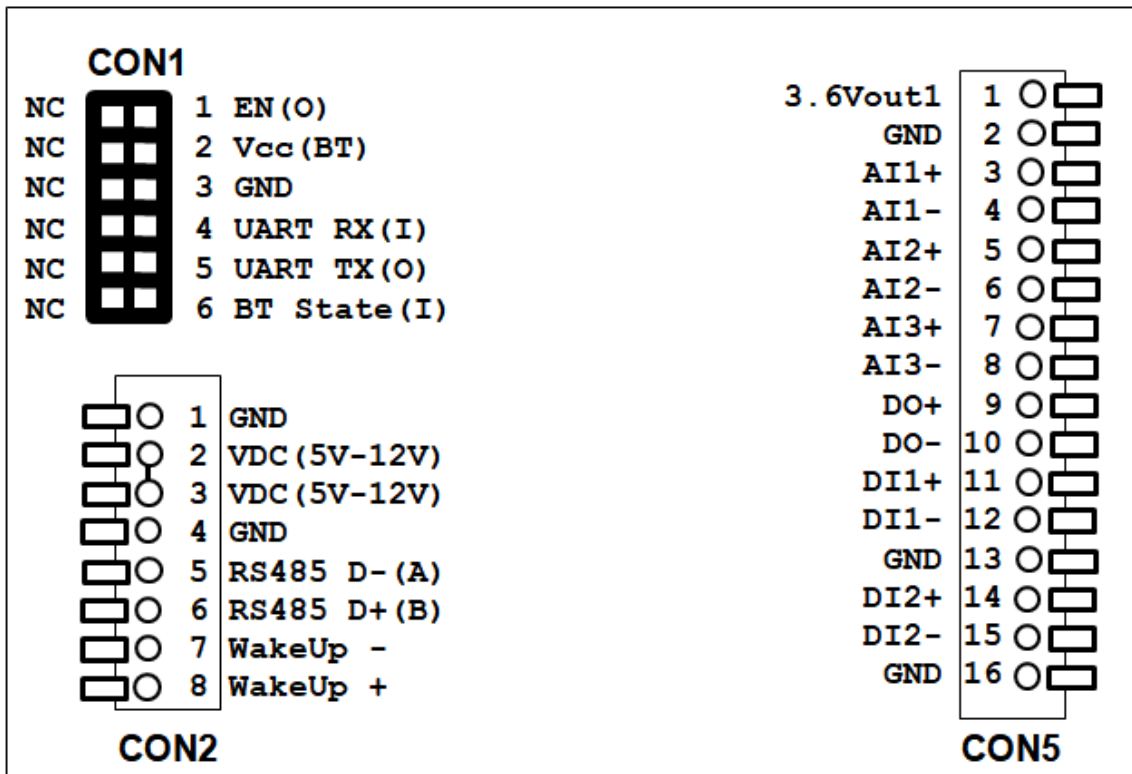 CON1
NC 1 EN(O)
NC 2 Vcc(BT)
NC 3 GND
NC 4 UART RX(I)
NC 5 UART TX(O)
NC 6 BT State(I)
1 GND
2 VDC(5V-12V)
3 VDC(5V-12V)
4 GND
5 RS485 D-(A)
6 RS485 D+(B)
7 WakeUp -
8 WakeUp +
CON2
3.6Vout1 1
GND 2
AI1+ 3
AI1- 4
AI2+ 5
AI2- 6
AI3+ 7
AI3- 8
DO+ 9
DO- 10
DI1+ 11
DI1- 12
GND 13
DI2+ 14
DI2- 15
GND 16
CON5